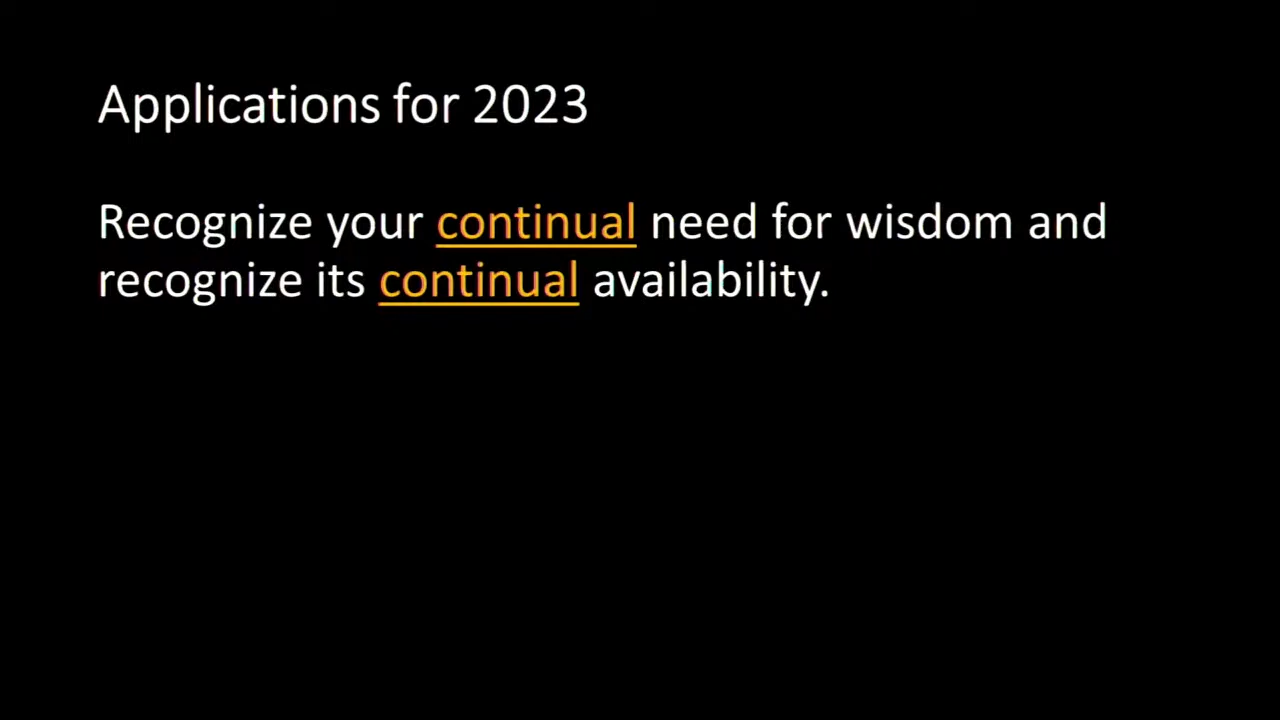 Applications for 2023
Recognize your continual need for wisdom and
recognize its continual availability.